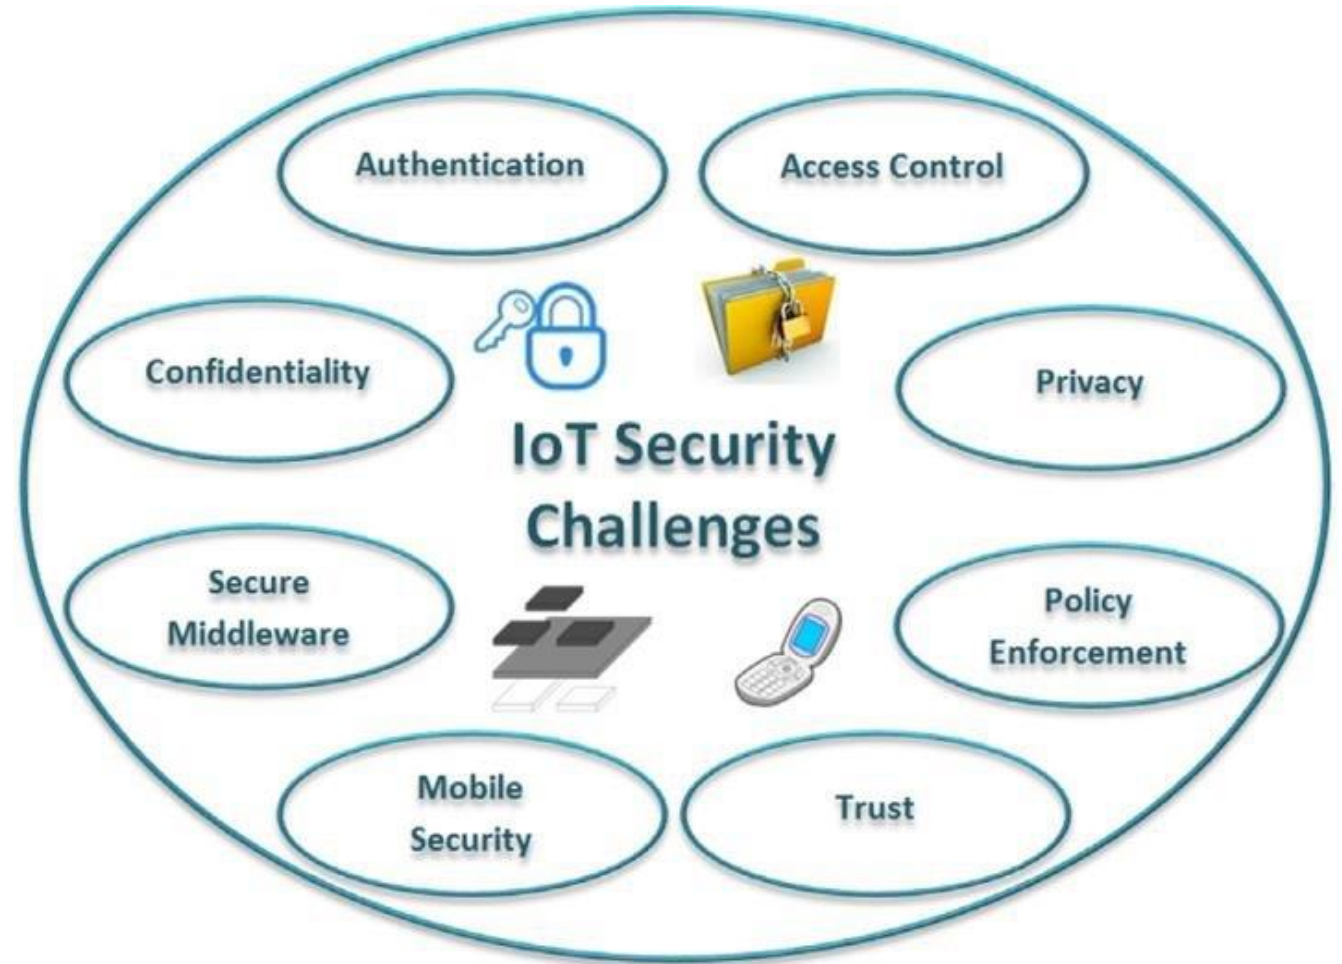 Authentication
Access Control
Confidentiality
Privacy
IoT Security
Challenges
Secure
Middleware
Policy
Enforcement
Mobile
Security
Trust